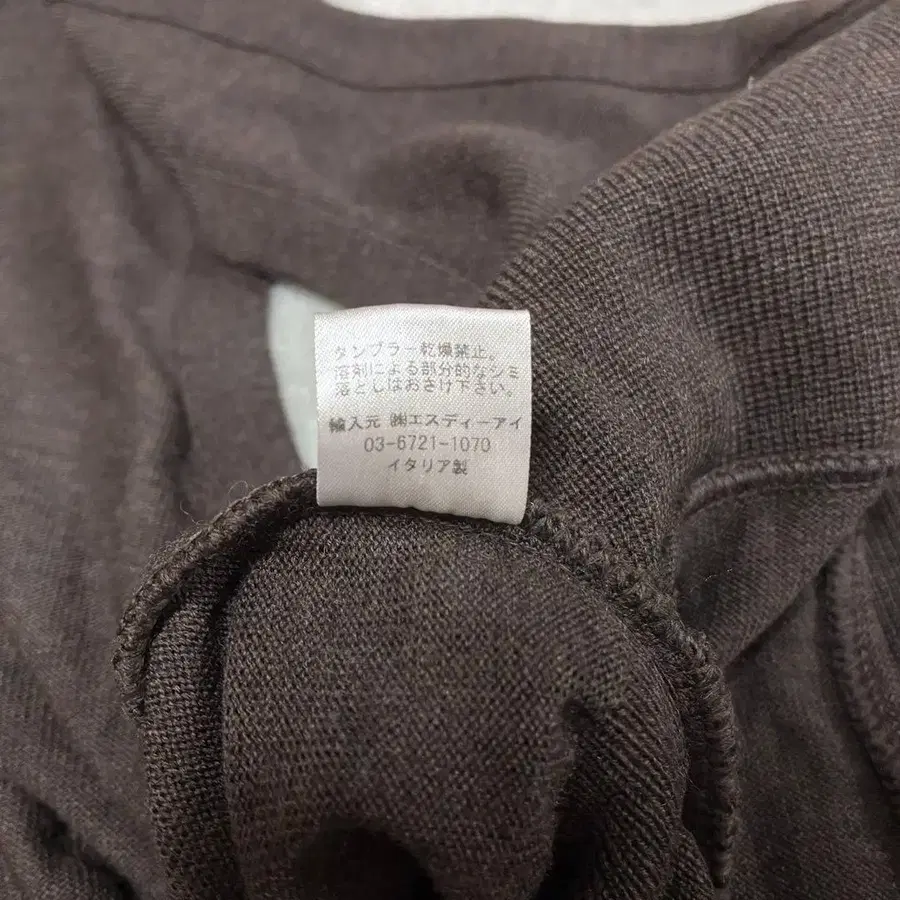 タンブラー乾燥禁止。
溶剤による部分的なシミ
落としはおさけ下さい。
輸入元 ㈱エスディーアイ
03-6721-1070
イタリア製